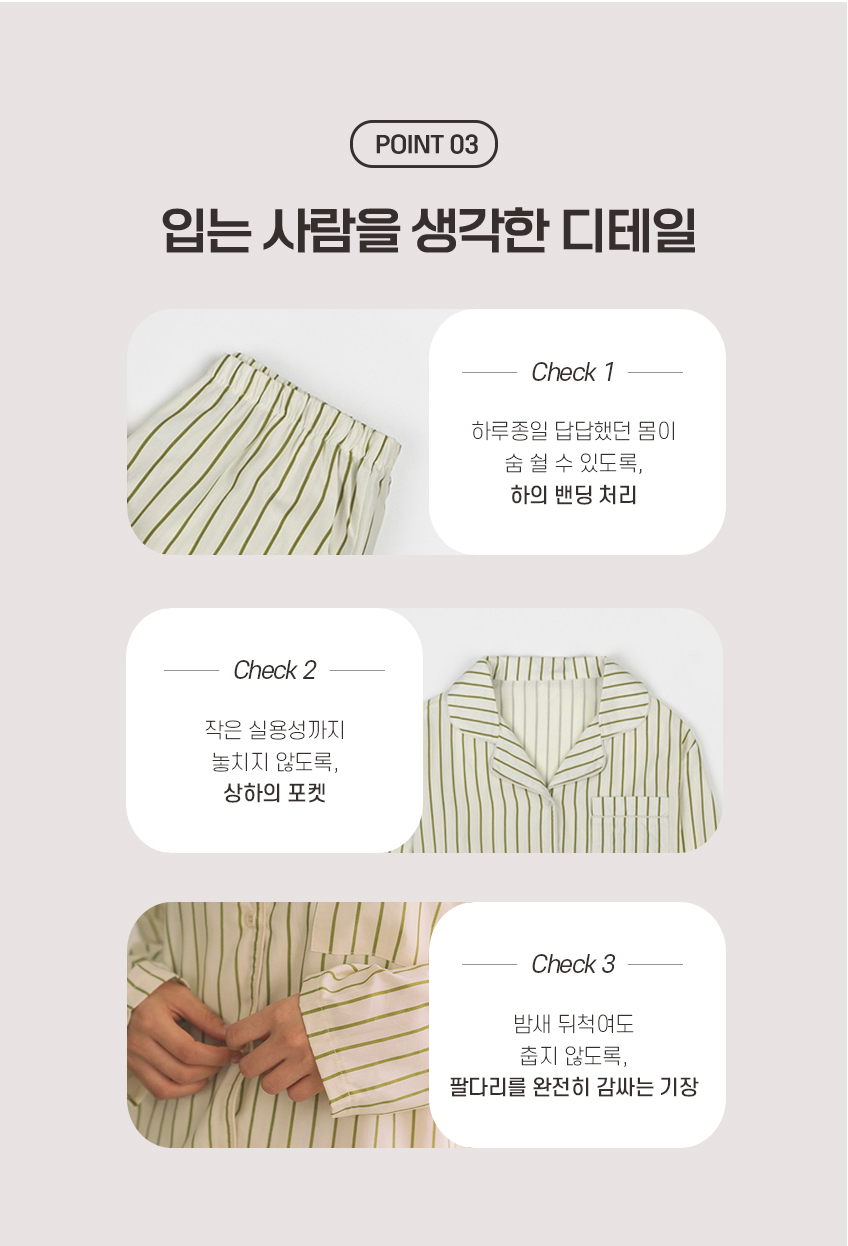 POINT 03
입는 사람을 생각한 디테일
Check 1
하루종일 답답했던 몸이
숨 쉴 수 있도록,
하의 밴딩 처리
Check 2
작은 실용성까지
놓치지 않도록,
상하의 포켓
Check 3
밤새 뒤척여도
춥지 않도록,
팔다리를 완전히 감싸는 기장